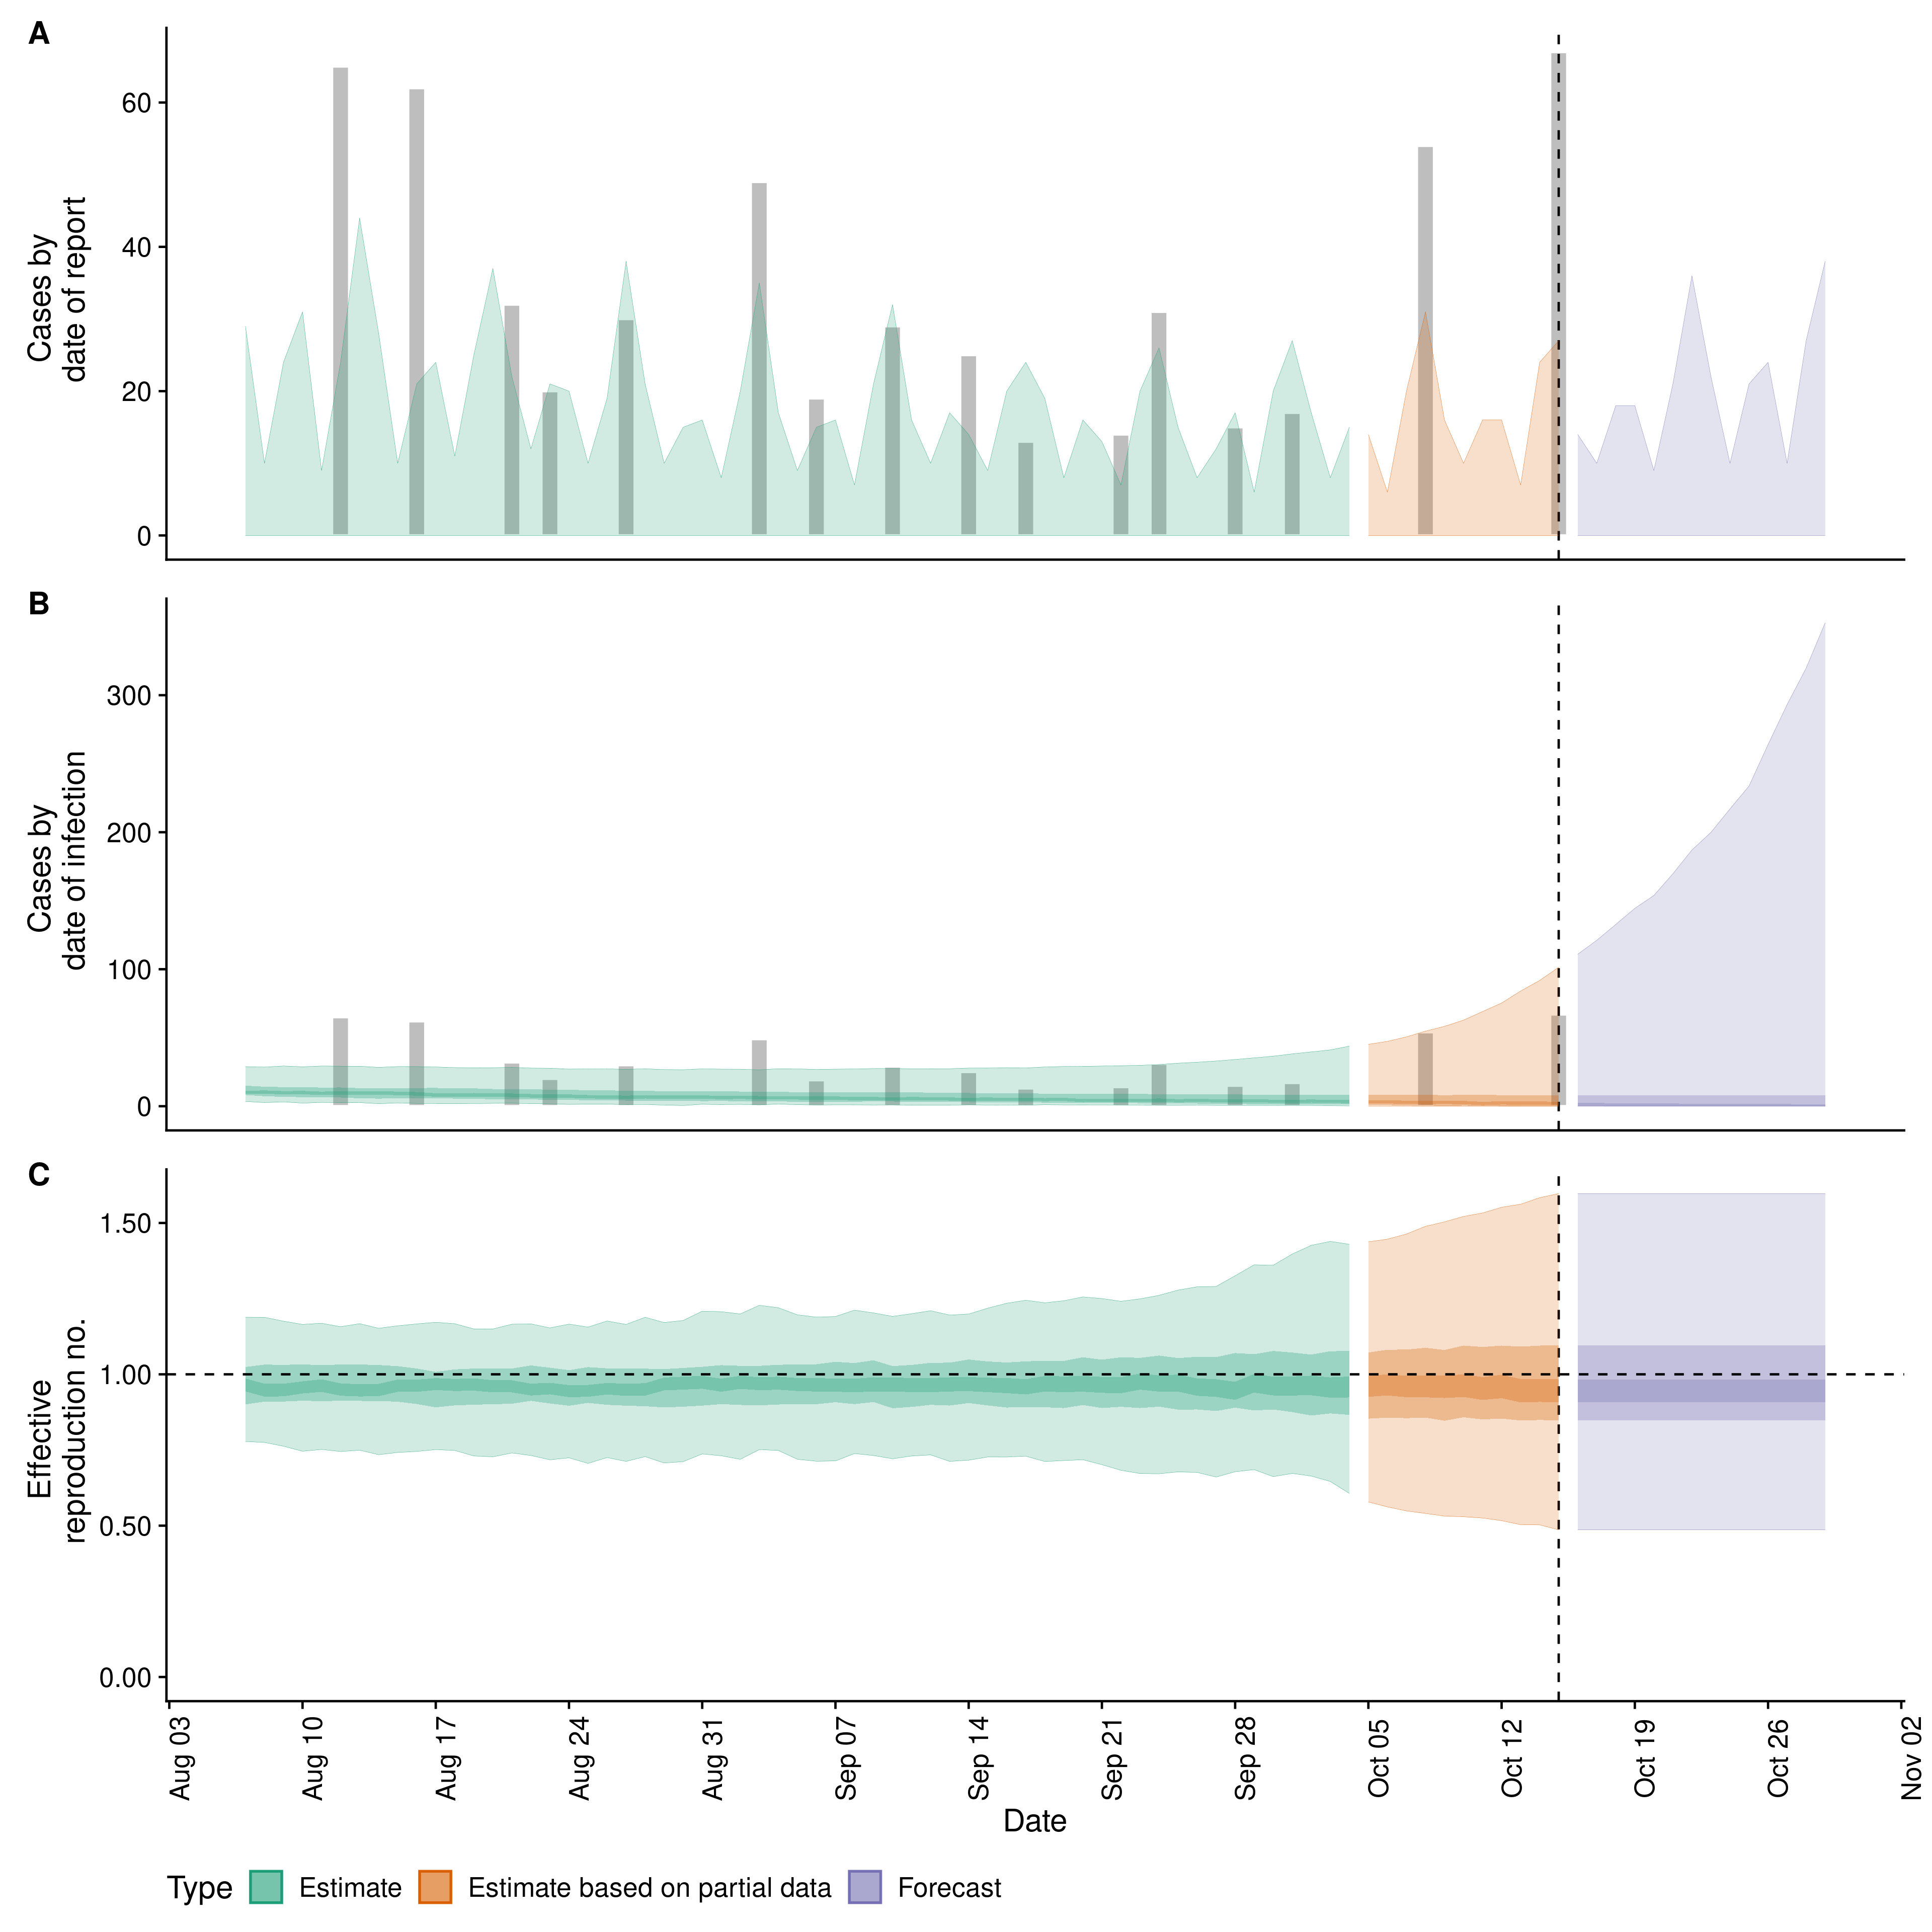 A
60
40
20
0
Cases by
date of report
B
300
200
100
0
Cases by
date of infection
C
1.50
1.00
0.50
0.00
Effective
reproduction no.
Aug 03
Aug 10
Aug 17
Aug 24
Aug 31
Sep 07
Sep 14
Sep 21
Sep 28
Oct 05
Oct 12
Oct 19
Oct 26
Nov 02
Date
Type Estimate Estimate based on partial data Forecast